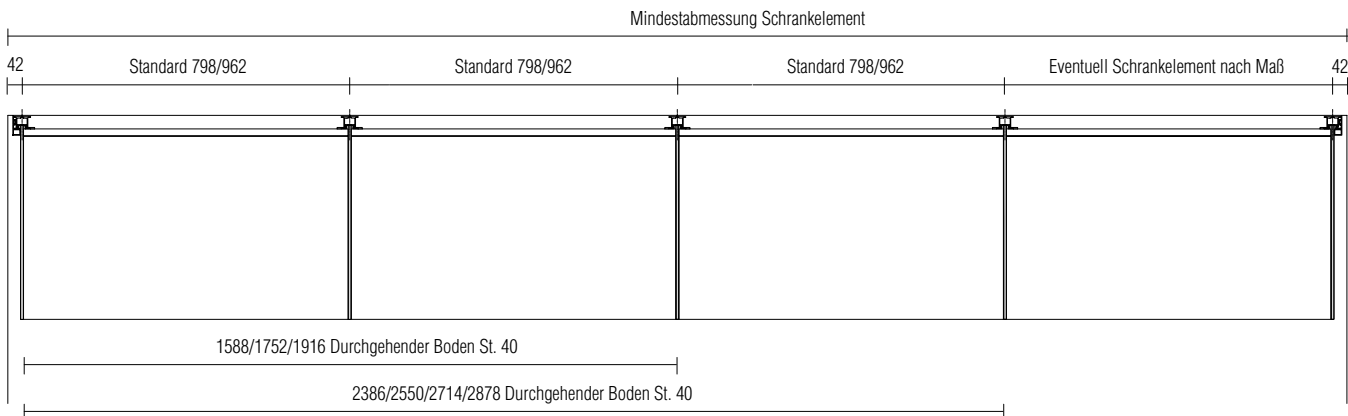 Mindestabmessung Schrankelement
42 Standard 798/962 Standard 798/962 Standard 798/962 Eventuell Schrankelement nach Maß 42
1588/1752/1916 Durchgehender Boden St. 40
2386/2550/2714/2878 Durchgehender Boden St. 40